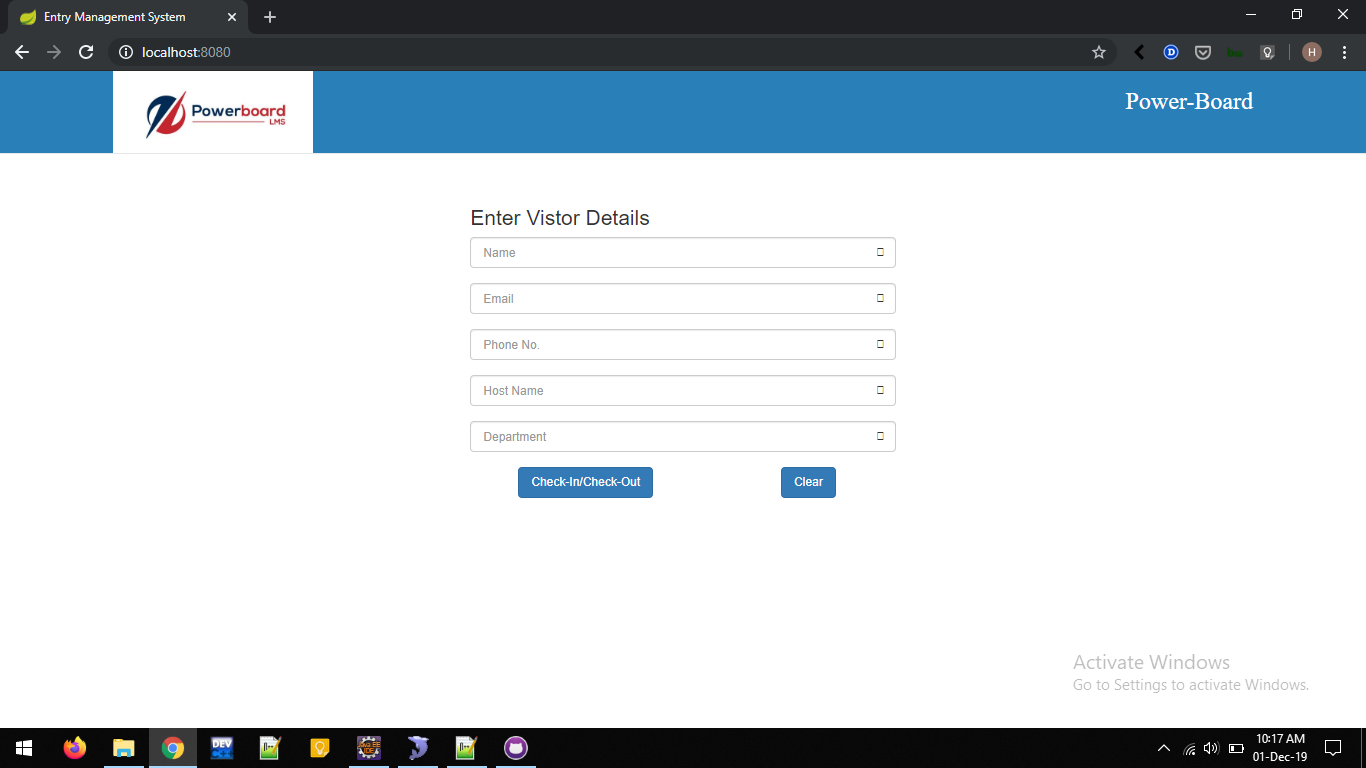 Entry Management System
localhost:8080
H
Powerboard
LMS
Power-Board
Enter Vistor Details
Name
Email
Phone No.
Host Name
Department
Check-In/Check-Out
Clear
Activate Windows
Go to Settings to activate Windows.
DEV
10:17 AM
01-Dec-19